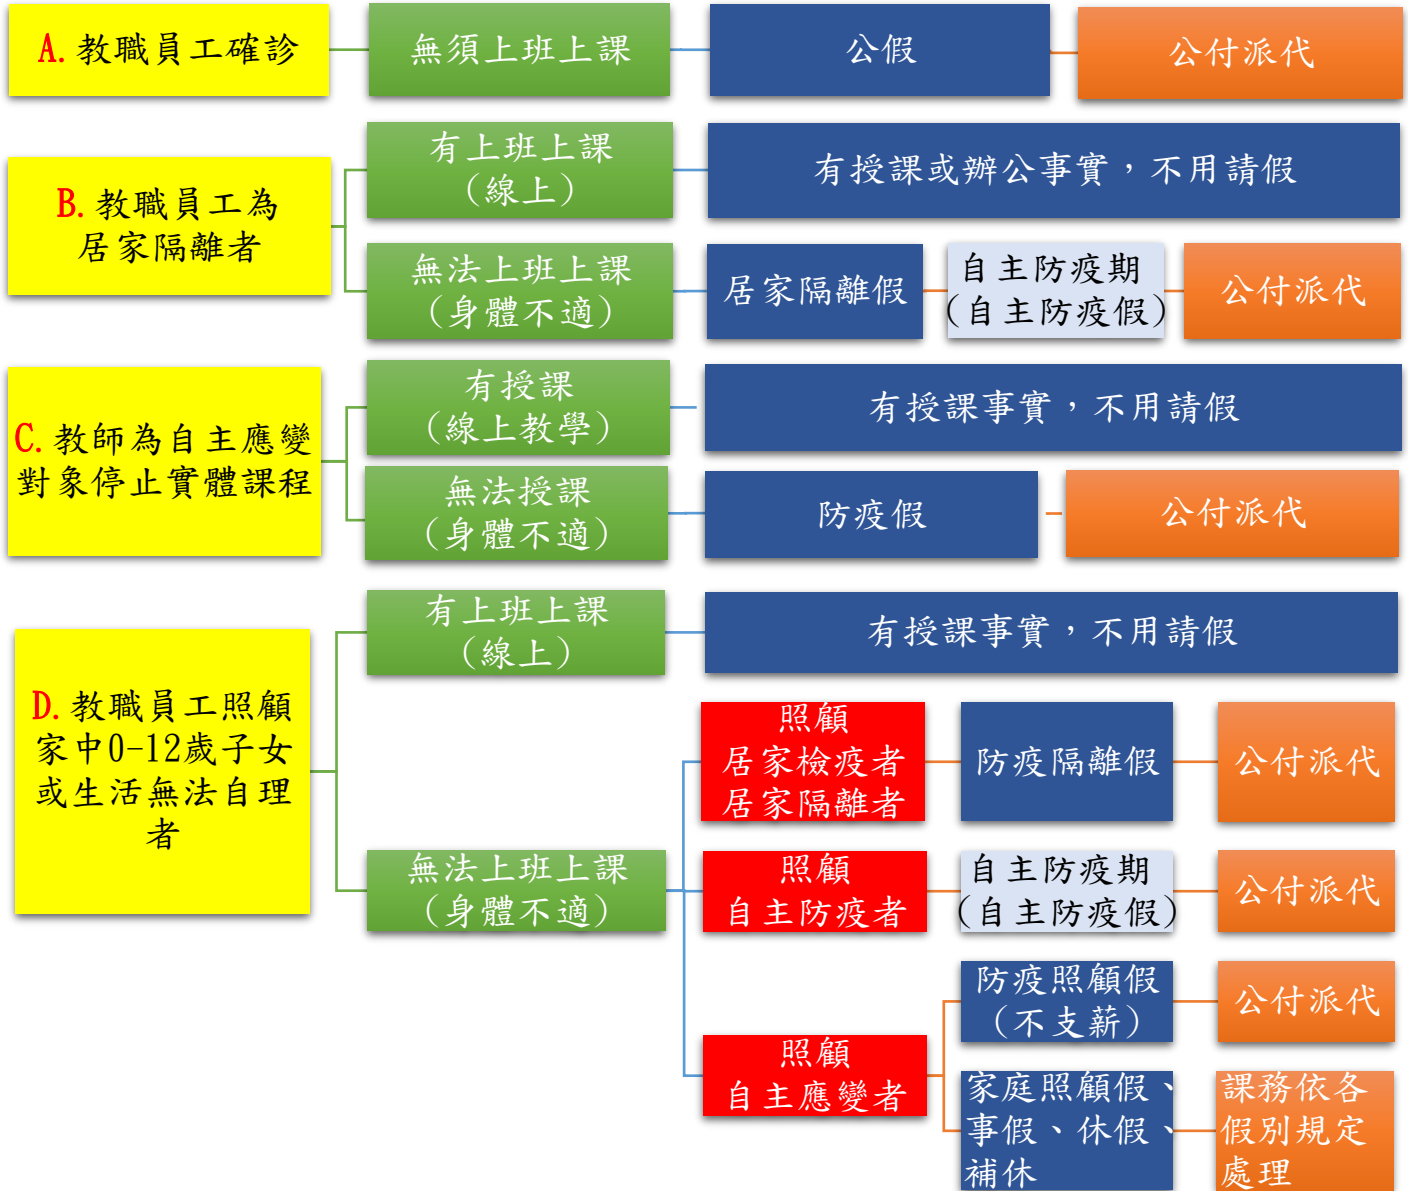 A. 教職員工確診
無須上班上課
公假
公付派代
B. 教職員工為
居家隔離者
有上班上課
(線上)
有授課或辦公事實，不用請假
無法上班上課
(身體不適)
居家隔離假
自主防疫期
(自主防疫假)
公付派代
C. 教師為自主應變
對象停止實體課程
有授課
(線上教學)
有授課事實，不用請假
無法授課
(身體不適)
防疫假
公付派代
D. 教職員工照顧
家中0-12歲子女
或生活無法自理
者
有上班上課
(線上)
有授課事實，不用請假
無法上班上課
(身體不適)
照顧
居家檢疫者
居家隔離者
防疫隔離假
公付派代
照顧
自主防疫者
自主防疫期
(自主防疫假)
公付派代
照顧
自主應變者
防疫照顧假
(不支薪)
公付派代
家庭照顧假、
事假、休假、
補休
課務依各
假別規定
處理